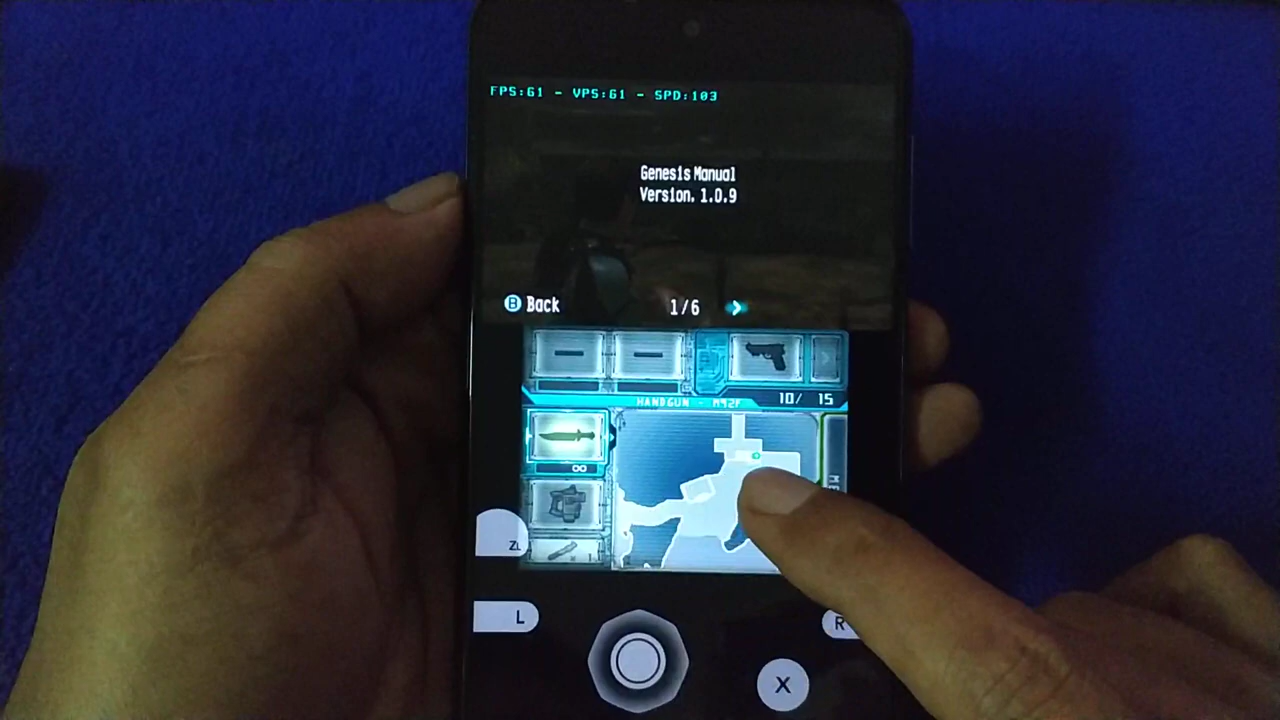 FPS:61 - VPS:61 - SPD:103
Genesis Manual
Version. 1.0.9
B Back
1/6
HANDGUN - M92F
10/ 15
∞
ZL
L
R
X